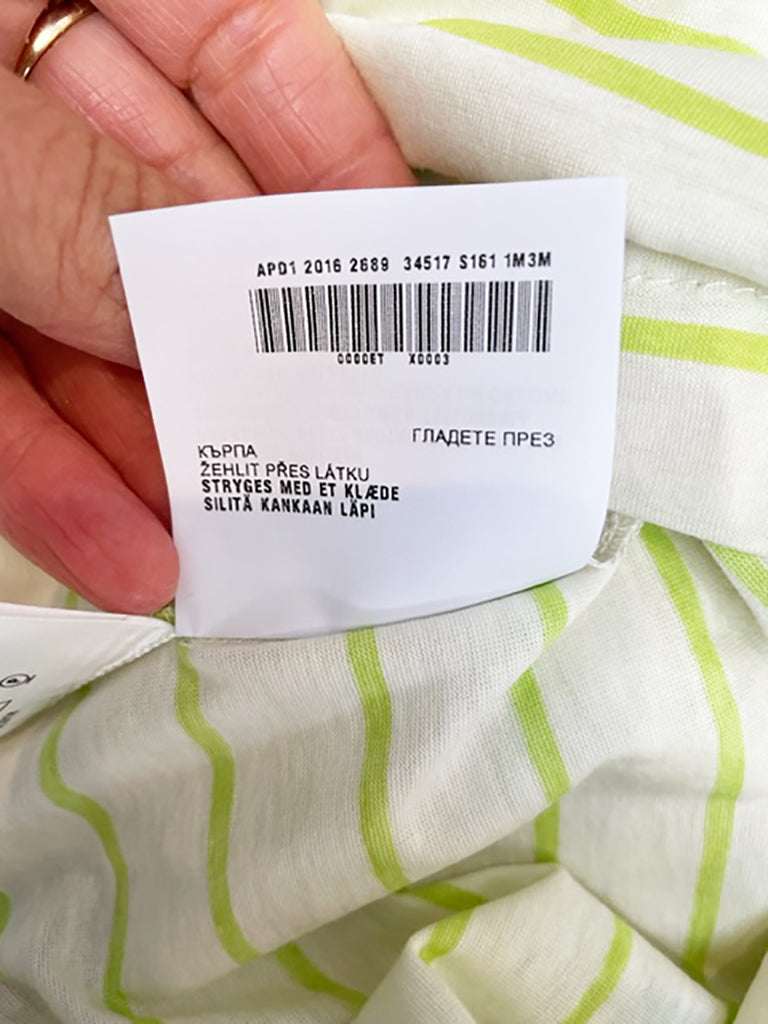 APD1 2016 2689 34517 S161 1M3M
0000ET X0003
ГЛАДЕТЕ ПРЕЗ
КЪРПА
ŽEHLIT PŘES LÁTKU
STRYGES MED ET KLÆDE
SILITÄ KANKAAN LÄPI